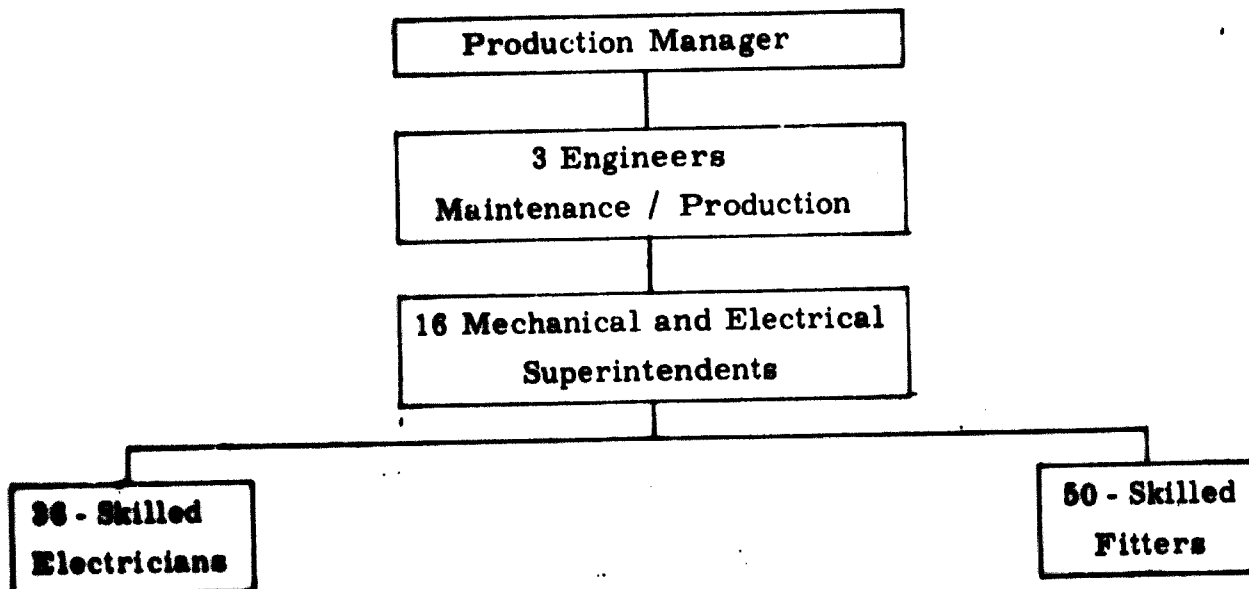 Production Manager
3 Engineers
Maintenance / Production
16 Mechanical and Electrical
Superintendents
- Skilled
Electricians
50 - Skilled
Fitters